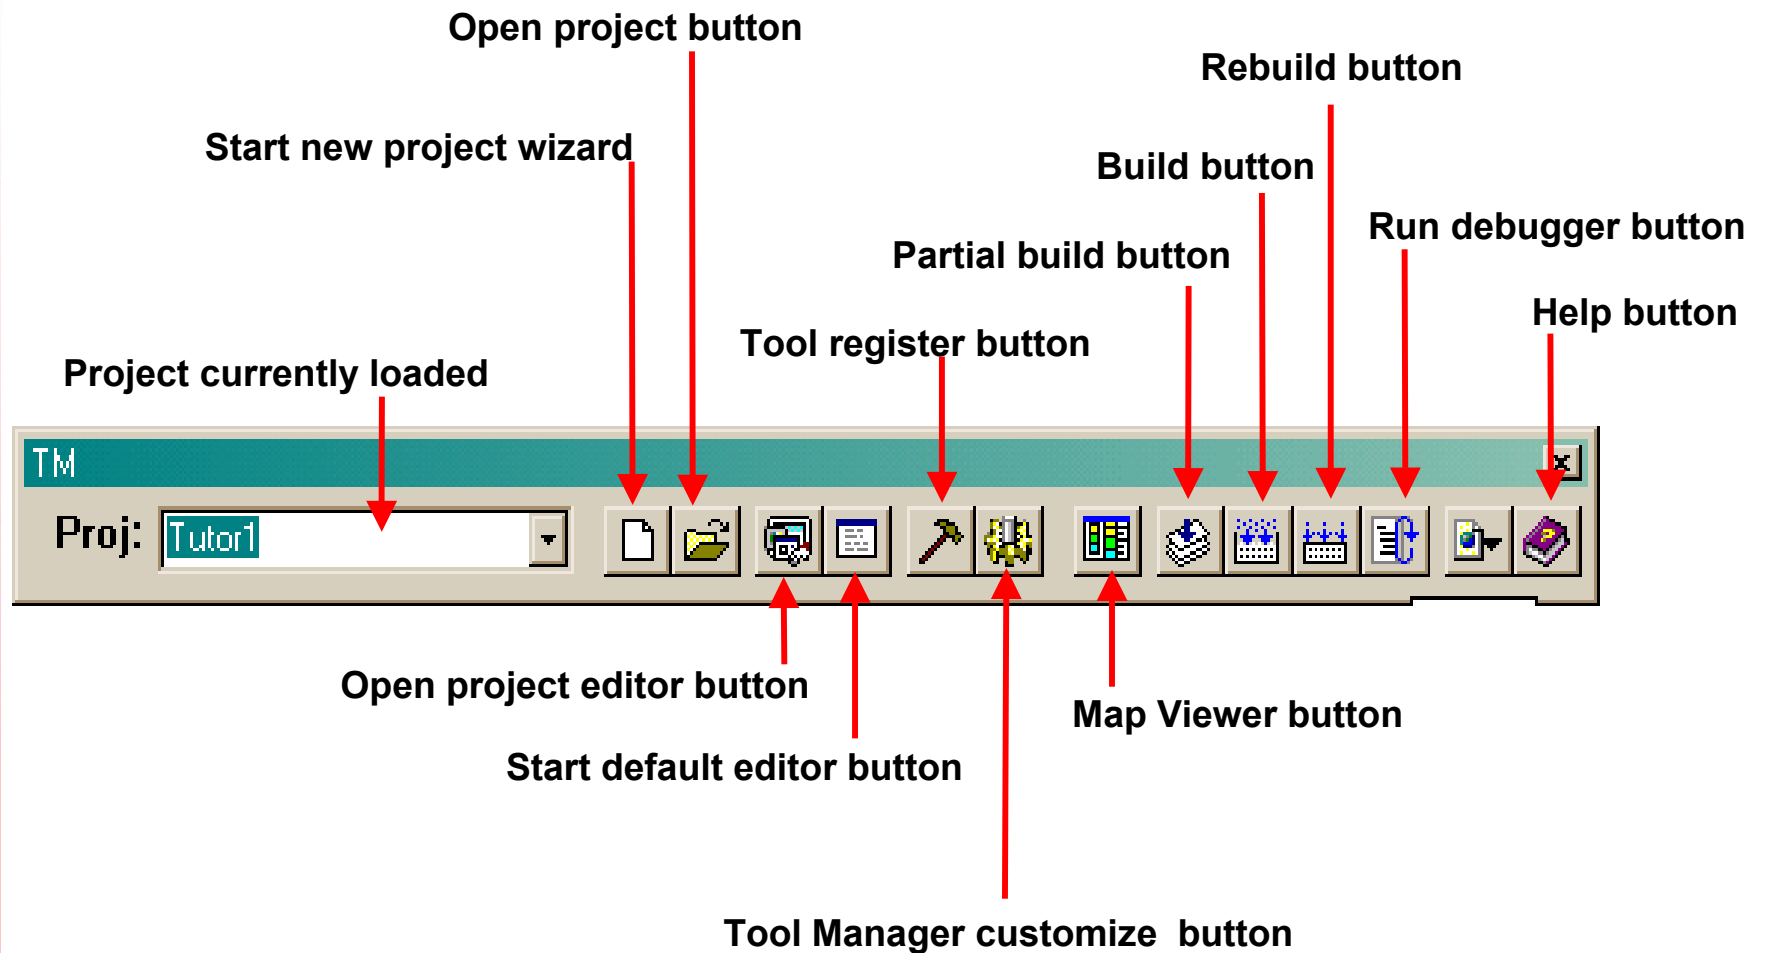 Open project button
Rebuild button
Start new project wizard
Build button
Run debugger button
Partial build button
Help button
Tool register button
Project currently loaded
TM
Proj: Tutor1
Open project editor button
Map Viewer button
Start default editor button
Tool Manager customize button